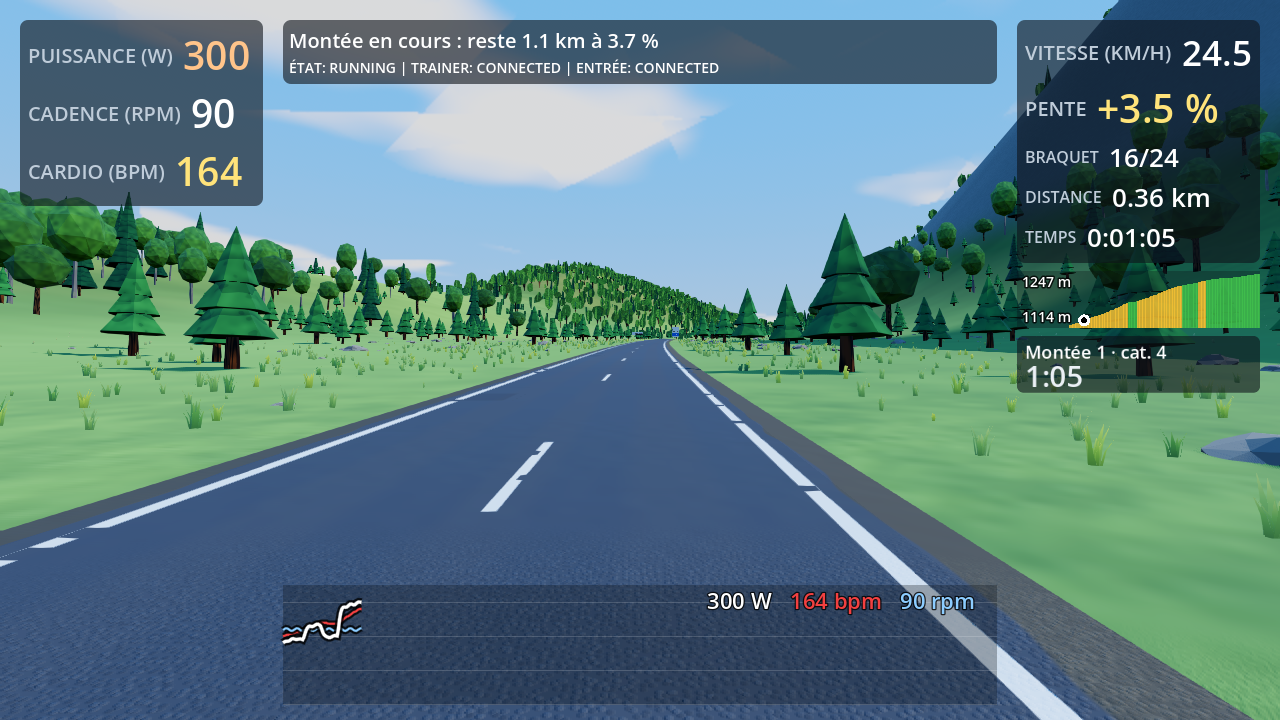 PUISSANCE (W) 300
CADENCE (RPM) 90
CARDIO (BPM) 164
Montée en cours : reste 1.1 km à 3.7 %
ÉTAT: RUNNING | TRAINER: CONNECTED | ENTRÉE: CONNECTED
VITESSE (KM/H) 24.5
PENTE +3.5 %
BRAQUET 16/24
DISTANCE 0.36 km
TEMPS 0:01:05
1247 m
1114 m
Montée 1 · cat. 4
1:05
300 W 164 bpm 90 rpm